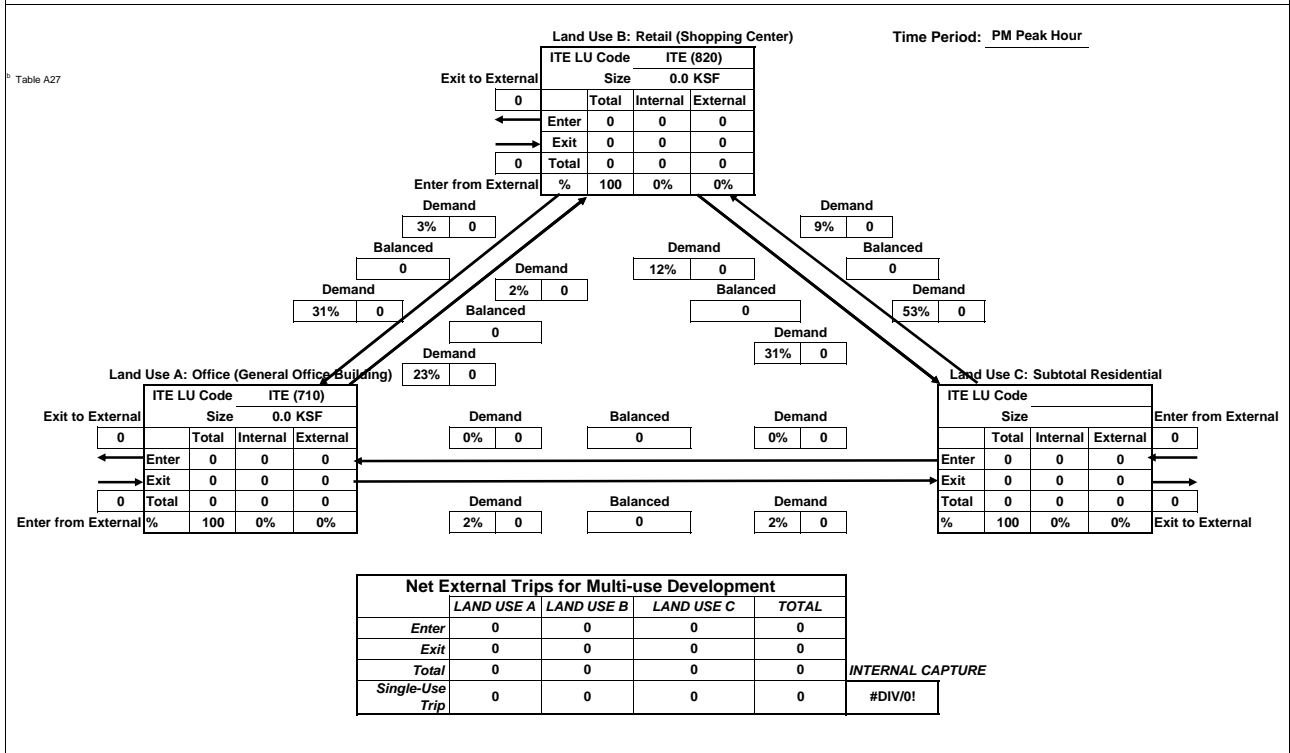 Land Use B: Retail (Shopping Center)
Time Period: PM Peak Hour
ITE LU Code ITE (820)
b Table A27
Exit to External Size 0.0 KSF
0 Total Internal External
Enter 0 0 0
Exit 0 0 0
0 Total 0 0 0
Enter from External % 100 0% 0%
Demand
3% 0
Balanced
0
Demand
31% 0
Demand
2% 0
Balanced
0
Demand
23% 0
Demand
12% 0
Balanced
0
Demand
31% 0
Demand
9% 0
Balanced
0
Demand
53% 0
Land Use A: Office (General Office Building)
ITE LU Code ITE (710)
Exit to External Size 0.0 KSF
0 Total Internal External
Enter 0 0 0
Exit 0 0 0
0 Total 0 0 0
Enter from External % 100 0% 0%
Demand Balanced Demand
0% 0 0 0% 0
Demand Balanced Demand
2% 0 0 2% 0
Land Use C: Subtotal Residential
ITE LU Code
Size Enter from External
Total Internal External 0
Enter 0 0 0
Exit 0 0 0
Total 0 0 0 0
% 100 0% 0% Exit to External
Net External Trips for Multi-use Development
LAND USE A LAND USE B LAND USE C TOTAL
Enter 0 0 0 0
Exit 0 0 0 0
Total 0 0 0 0 INTERNAL CAPTURE
Single-Use
Trip 0 0 0 0 #DIV/0!